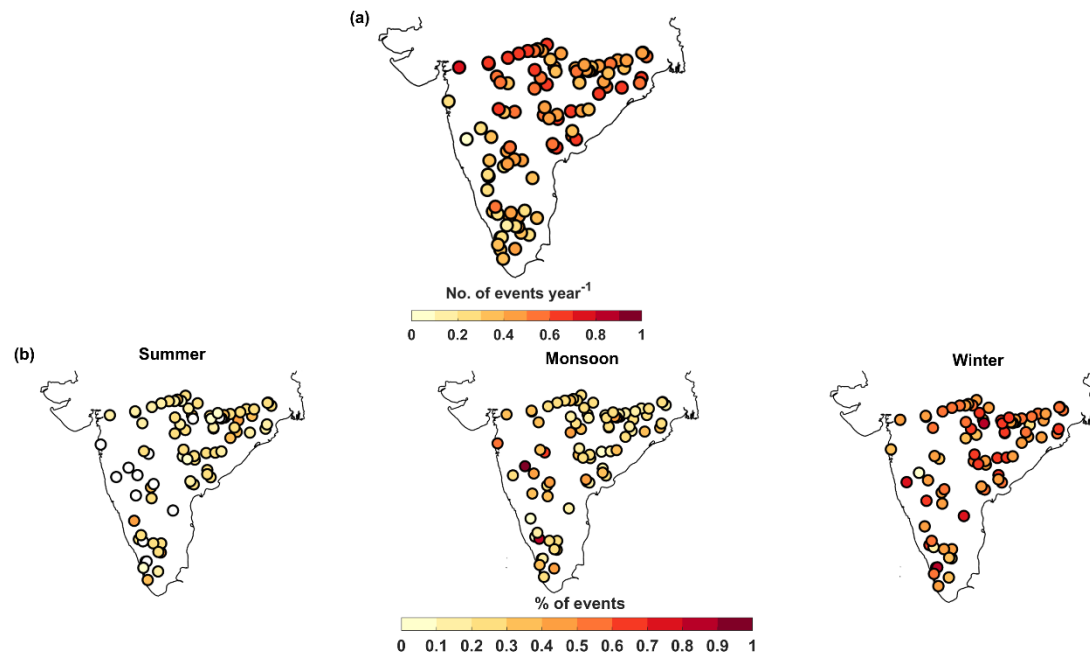 (a)
No. of events year⁻¹
0 0.2 0.4 0.6 0.8 1
(b)
Summer
Monsoon
Winter
% of events
0 0.1 0.2 0.3 0.4 0.5 0.6 0.7 0.8 0.9 1